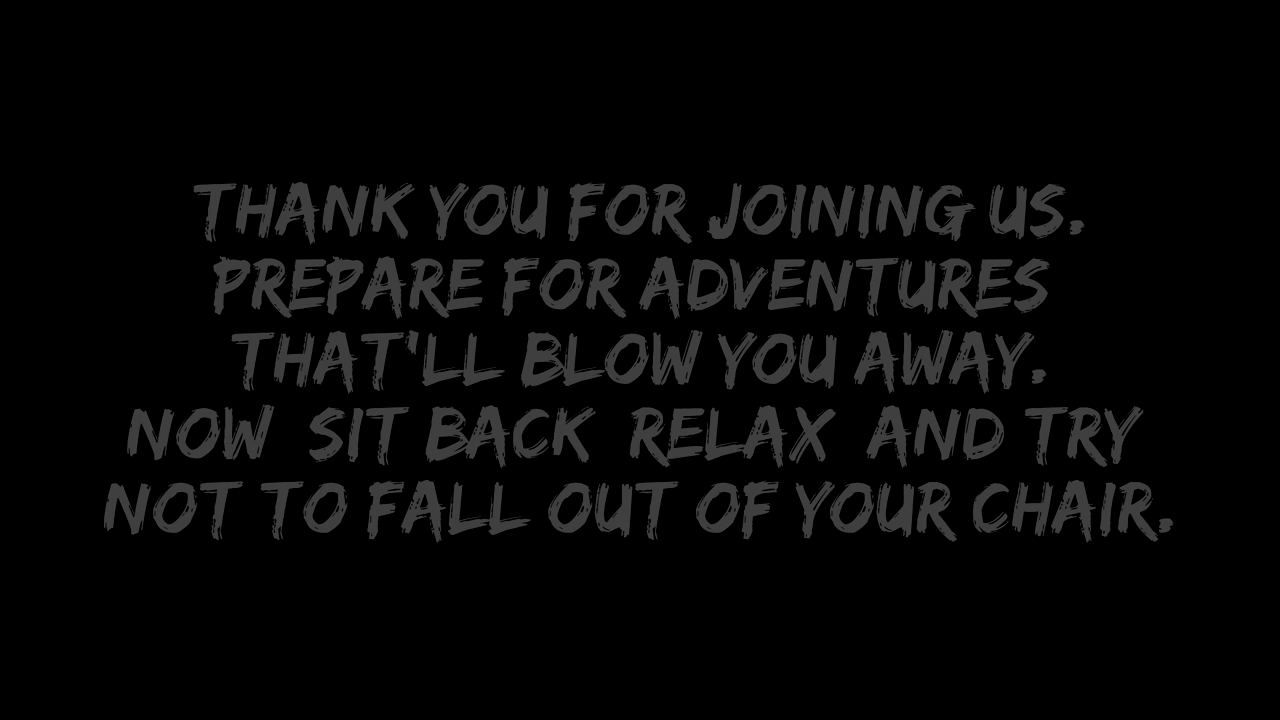 THANK YOU FOR JOINING US.
PREPARE FOR ADVENTURES
THAT'LL BLOW YOU AWAY.
NOW SIT BACK RELAX AND TRY
NOT TO FALL OUT OF YOUR CHAIR.